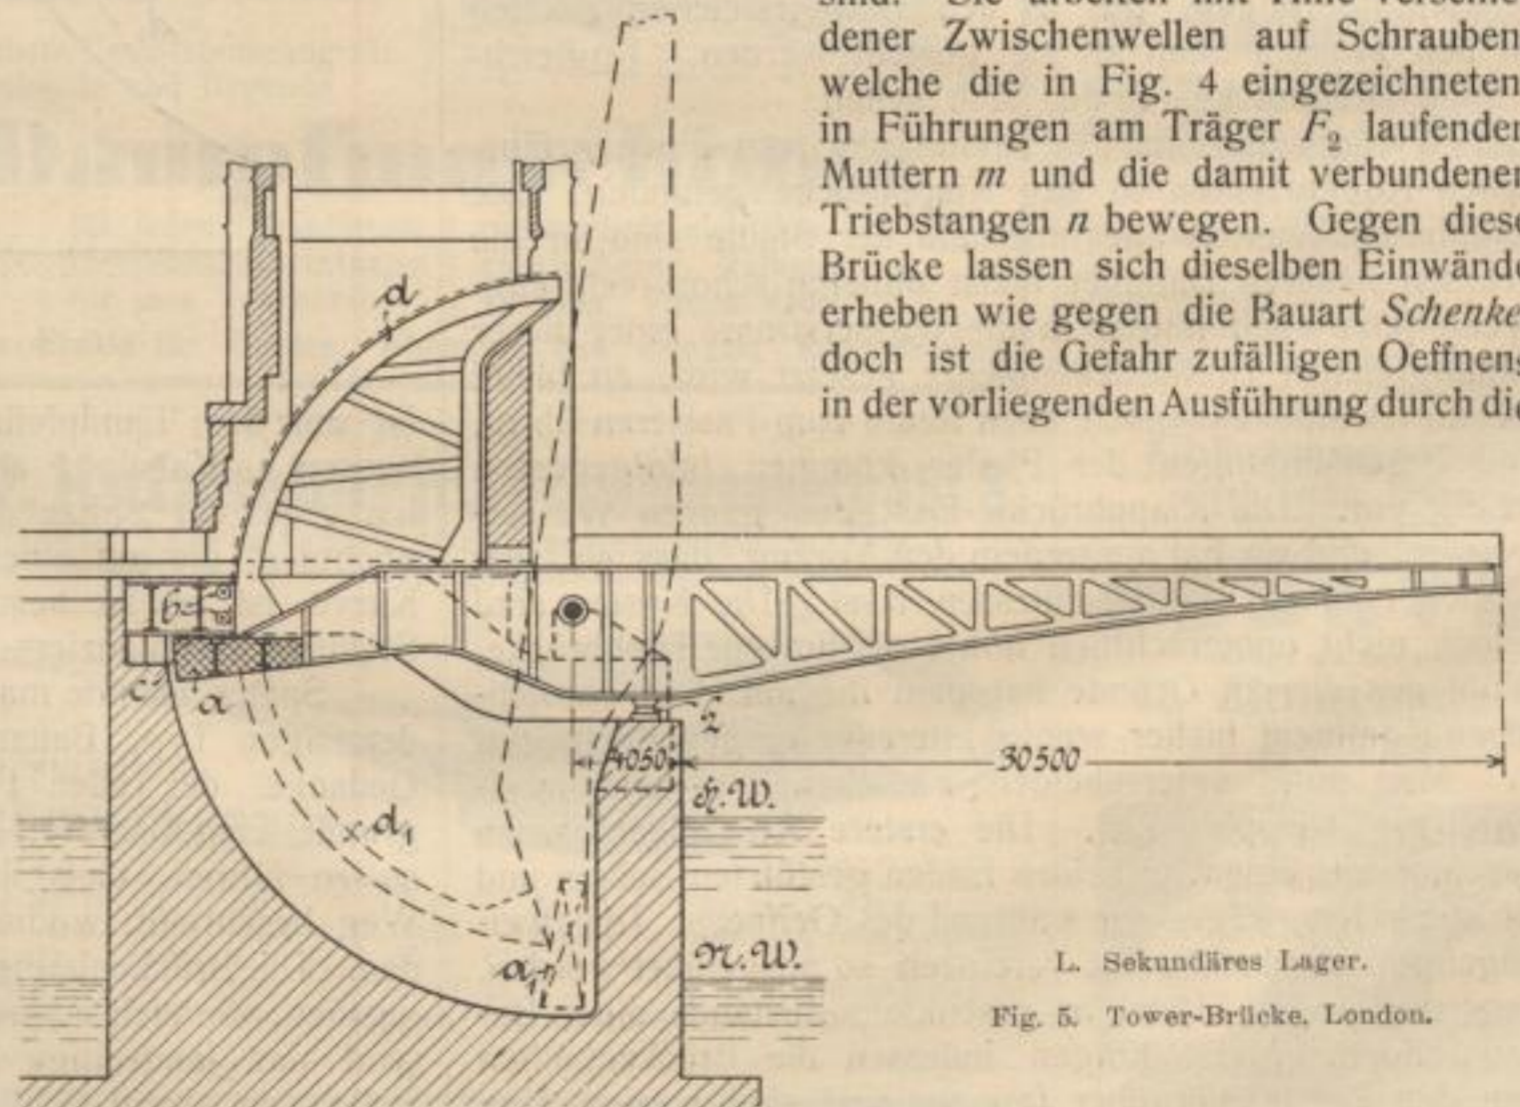 dener Zwischenwellen auf Schrauben
welche die in Fig. 4 eingezeichneten
in Führungen am Träger F₂ laufenden
Muttern m und die damit verbundenen
Triebstangen n bewegen. Gegen diese
Brücke lassen sich dieselben Einwände
erheben wie gegen die Bauart Schenke
doch ist die Gefahr zufälligen Oeffnens
in der vorliegenden Ausführung durch die
d
b
c
a
L
4050
30500
H.W.
d₁
a₁
N.W.
L. Sekundäres Lager.
Fig. 5. Tower-Brücke, London.